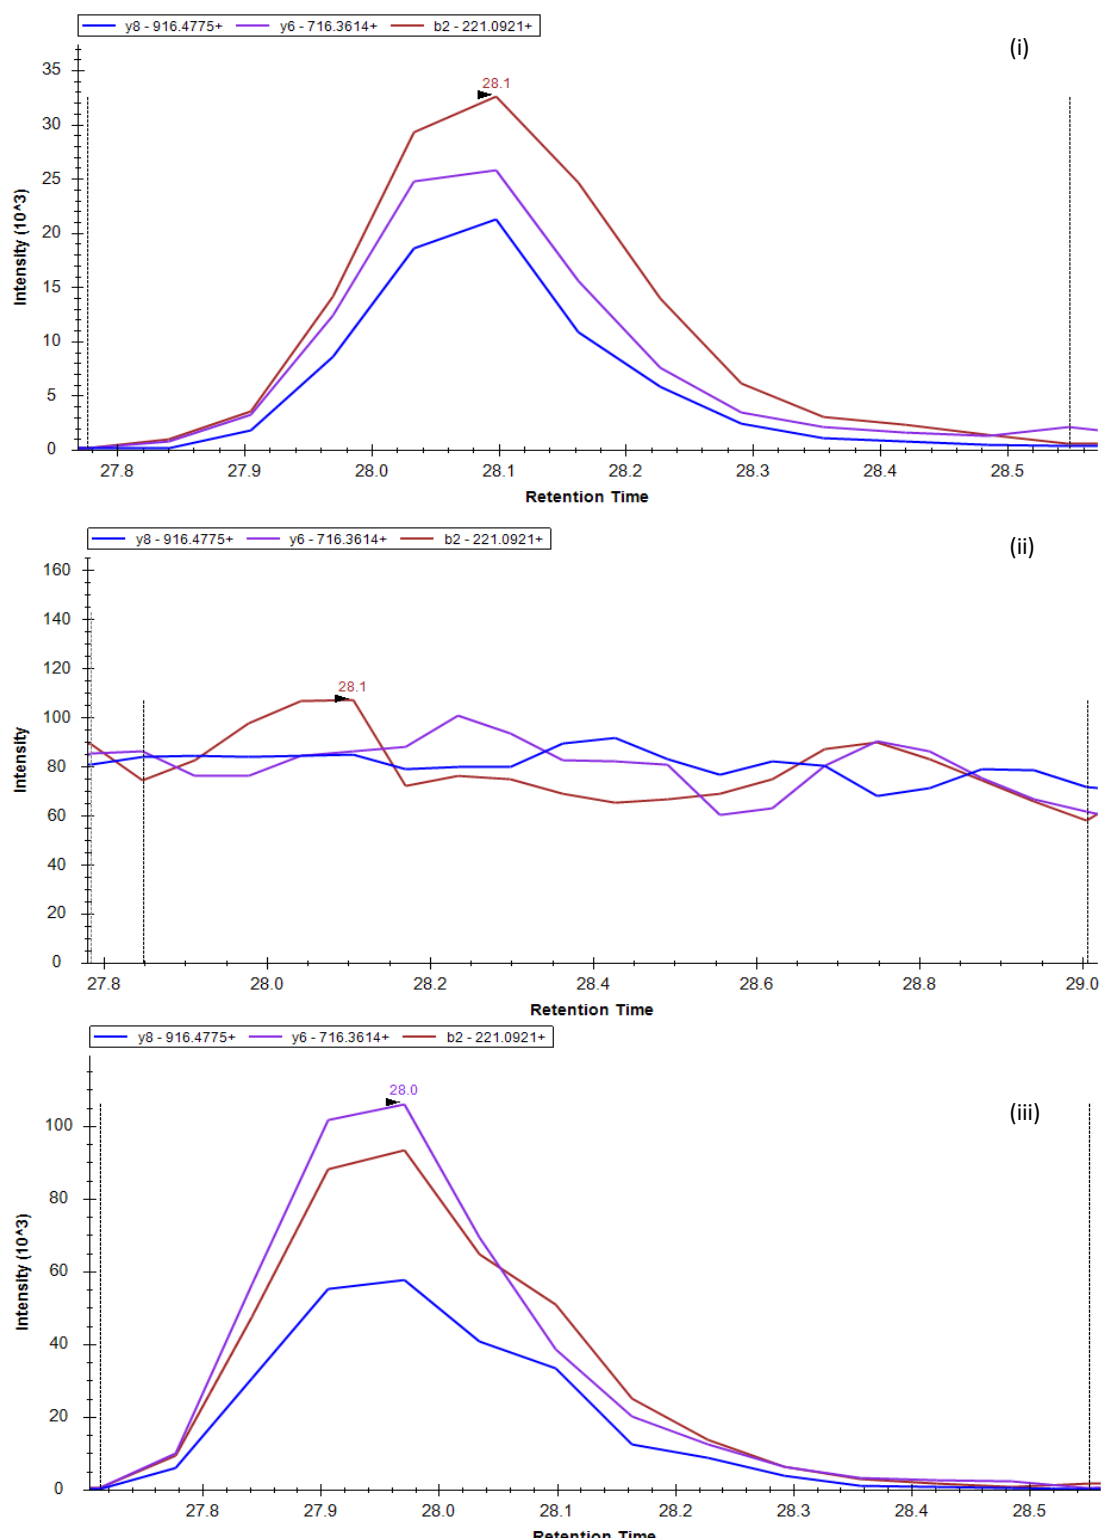 y8 - 916.4775+ y6 - 716.3614+ b2 - 221.0921+
(i)
28.1
35
30
25
20
15
10
5
0
Intensity (10^3)
27.8 27.9 28.0 28.1 28.2 28.3 28.4 28.5
Retention Time
y8 - 916.4775+ y6 - 716.3614+ b2 - 221.0921+
(ii)
28.1
160
140
120
100
80
60
40
20
0
Intensity
27.8 28.0 28.2 28.4 28.6 28.8 29.0
Retention Time
y8 - 916.4775+ y6 - 716.3614+ b2 - 221.0921+
(iii)
28.0
100
80
60
40
20
0
Intensity (10^3)
27.8 27.9 28.0 28.1 28.2 28.3 28.4 28.5
Retention Time